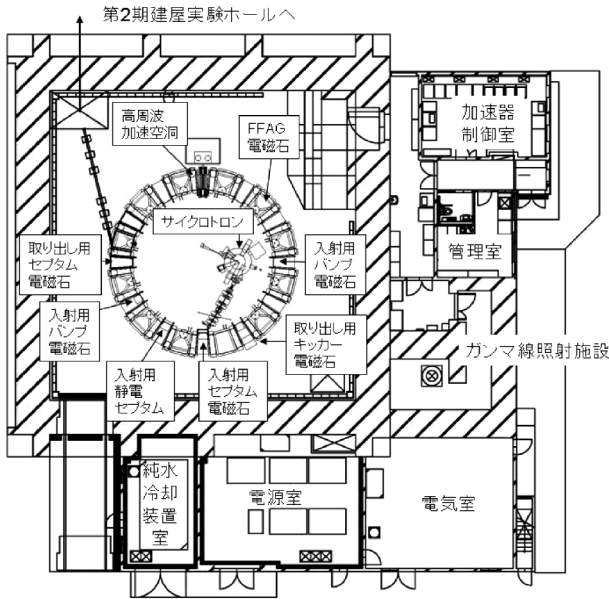 第2期建屋実験ホールへ
高周波
加速空洞
FFAG
電磁石
加速器
制御室
サイクロトロン
取り出し用
セプタム
電磁石
入射用
バンプ
電磁石
管理室
入射用
バンプ
電磁石
取り出し用
キッカー
電磁石
ガンマ線照射施設
入射用
静電
セプタム
入射用
セプタム
電磁石
純水
冷却
装置
室
電源室
電気室